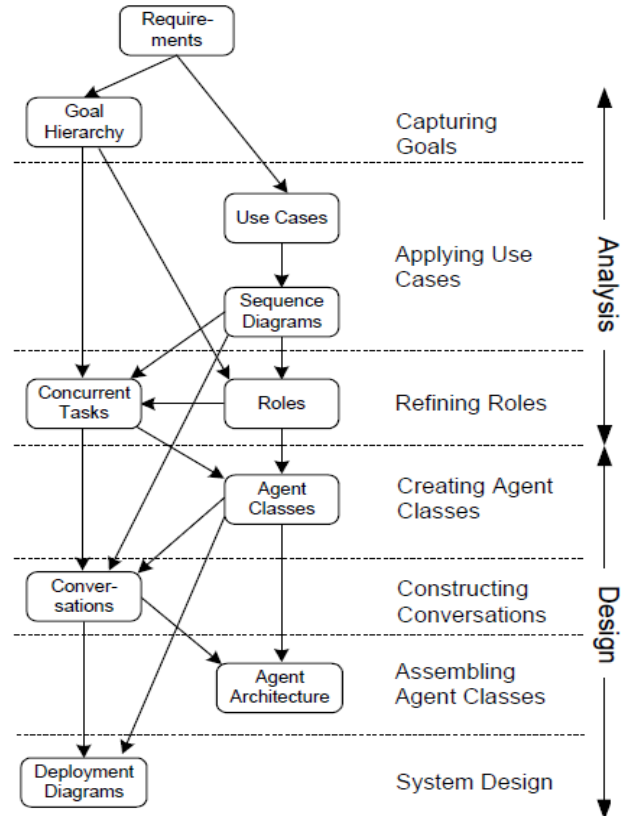 Require-
ments
Goal
Hierarchy
Capturing
Goals
Use Cases
Applying Use
Cases
Sequence
Diagrams
Analysis
Concurrent
Tasks
Roles
Refining Roles
Agent
Classes
Creating Agent
Classes
Conver-
sations
Constructing
Conversations
Design
Agent
Architecture
Assembling
Agent Classes
Deployment
Diagrams
System Design